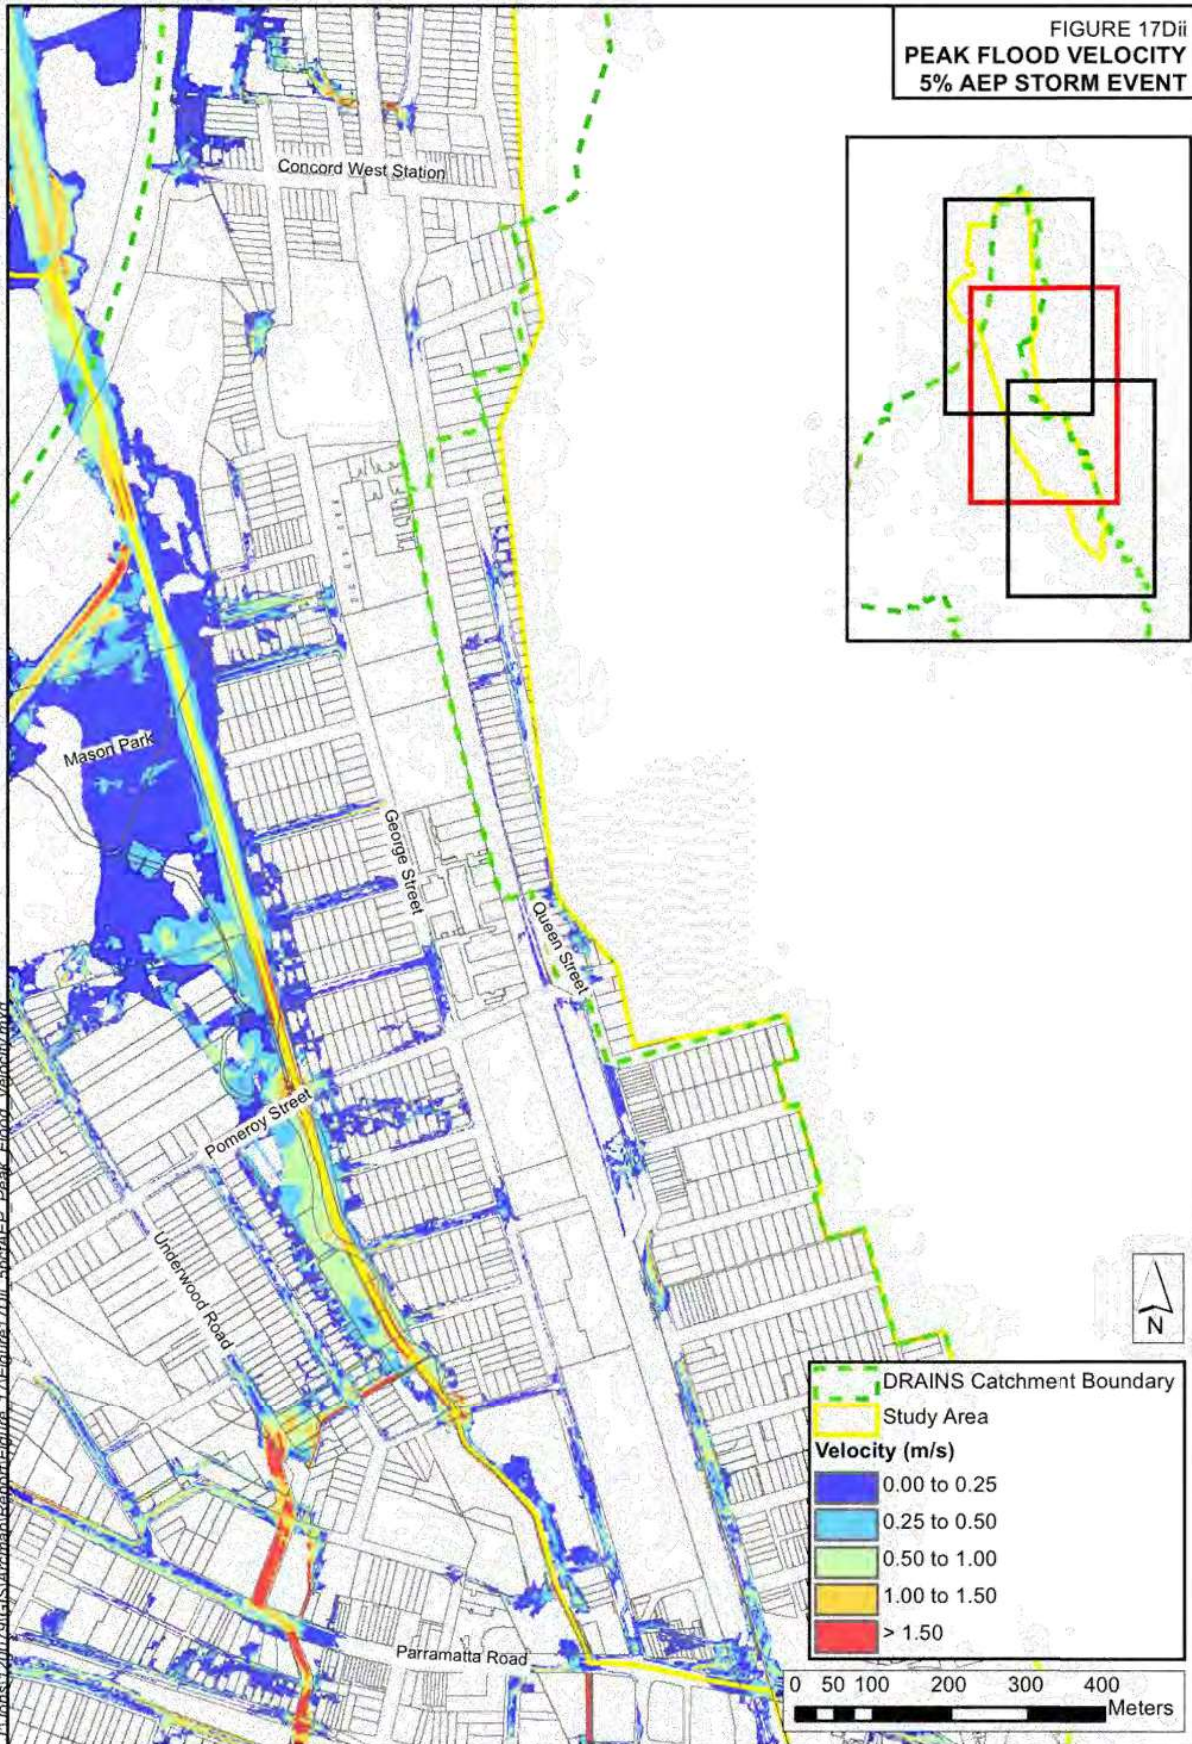 FIGURE 17Dii
PEAK FLOOD VELOCITY
5% AEP STORM EVENT
Concord West Station
Mason Park
George Street
Queen Street
Pomeroy Street
Underwood Road
Parramatta Road
N
DRAINS Catchment Boundary
Study Area
Velocity (m/s)
0.00 to 0.25
0.25 to 0.50
0.50 to 1.00
1.00 to 1.50
> 1.50
0 50 100 200 300 400
Meters